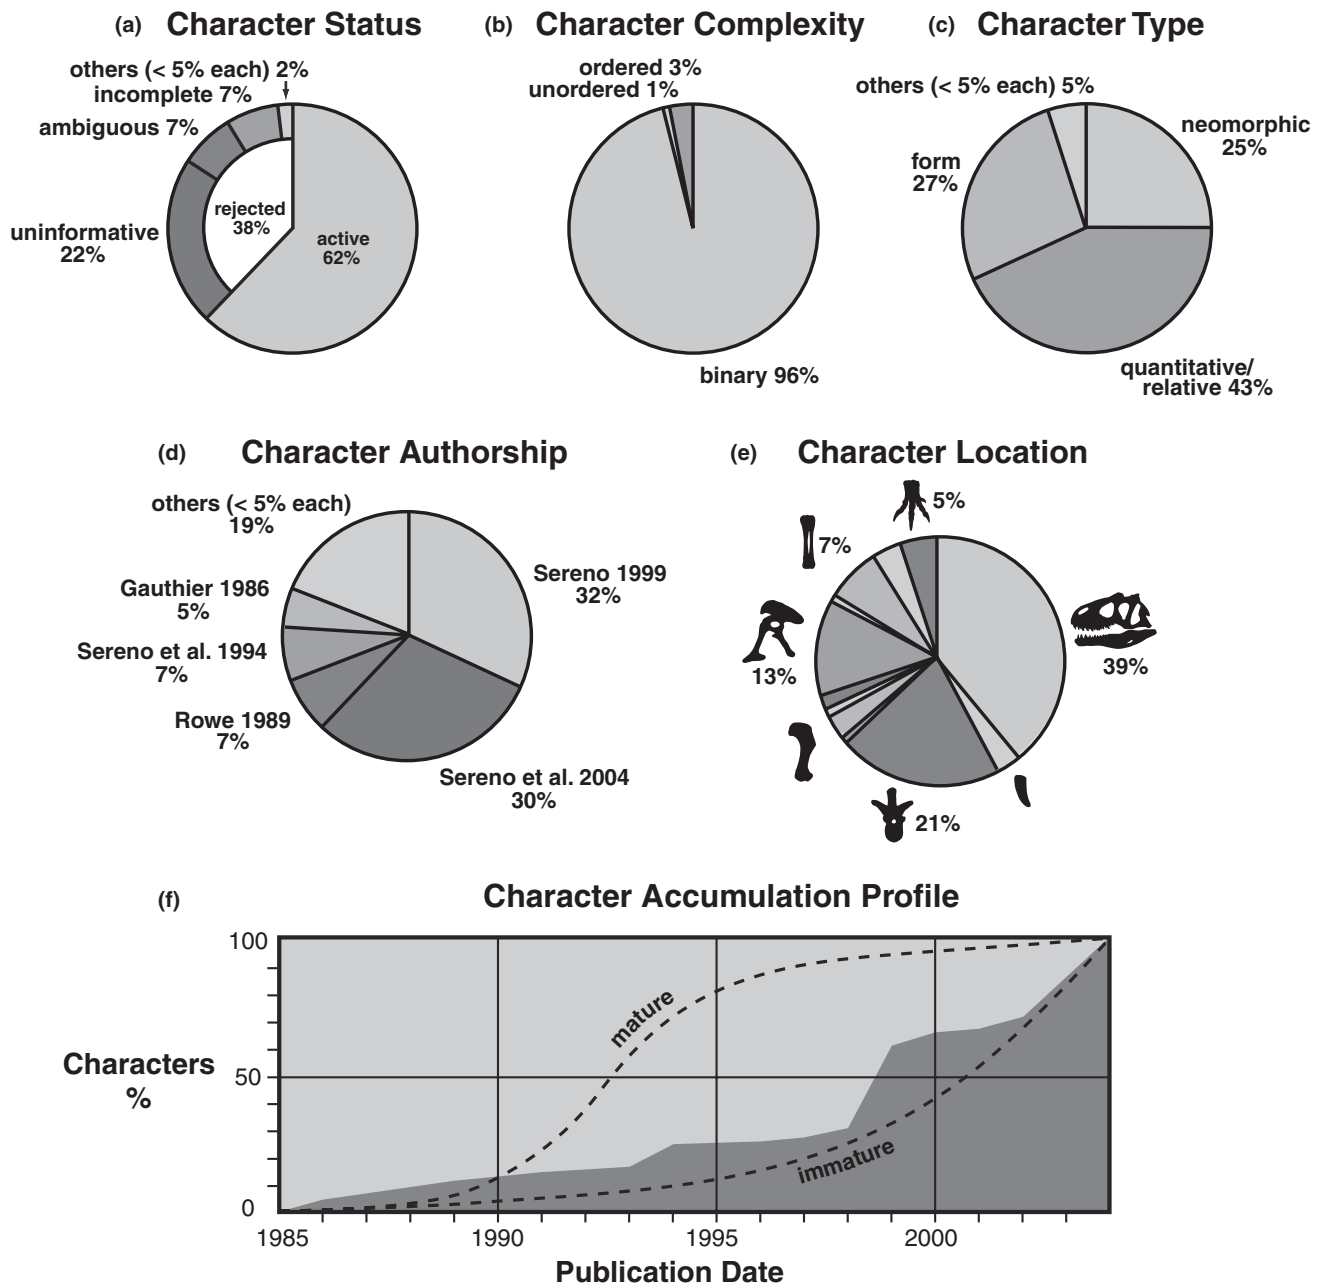 (a) Character Status
others (< 5% each) 2%
incomplete 7%
ambiguous 7%
uninformative
22%
rejected
38%
active
62%
(b) Character Complexity
ordered 3%
unordered 1%
binary 96%
(c) Character Type
others (< 5% each) 5%
neomorphic
25%
form
27%
quantitative/
relative 43%
(d) Character Authorship
others (< 5% each)
19%
Sereno 1999
32%
Gauthier 1986
5%
Sereno et al. 1994
7%
Rowe 1989
7%
Sereno et al. 2004
30%
(e) Character Location
5%
7%
39%
13%
21%
(f) Character Accumulation Profile
100
50
0
Characters
%
mature
immature
1985
1990
1995
2000
Publication Date